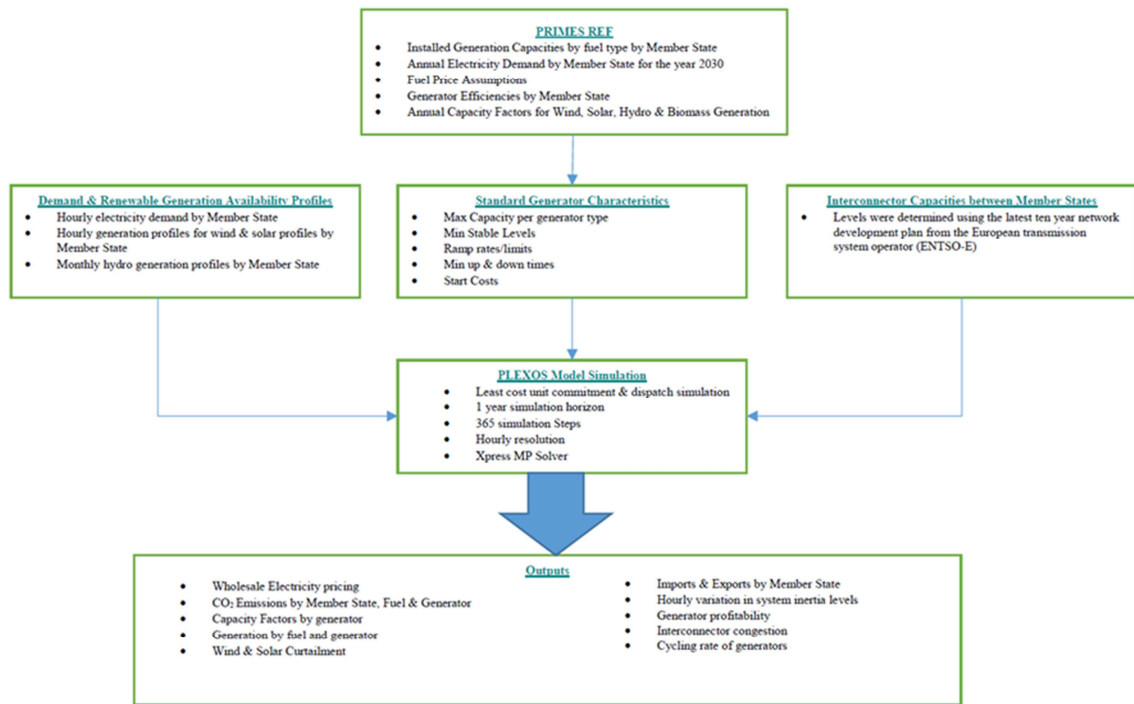 PRIMES REF
• Installed Generation Capacities by fuel type by Member State
• Annual Electricity Demand by Member State for the year 2030
• Fuel Price Assumptions
• Generator Efficiencies by Member State
• Annual Capacity Factors for Wind, Solar, Hydro & Biomass Generation
Demand & Renewable Generation Availability Profiles
• Hourly electricity demand by Member State
• Hourly generation profiles for wind & solar profiles by
Member State
• Monthly hydro generation profiles by Member State
Standard Generator Characteristics
• Max Capacity per generator type
• Min Stable Levels
• Ramp rates/limits
• Min up & down times
• Start Costs
Interconnector Capacities between Member States
• Levels were determined using the latest ten year network
development plan from the European transmission
system operator (ENTSO-E)
PLEXOS Model Simulation
• Least cost unit commitment & dispatch simulation
• 1 year simulation horizon
• 365 simulation Steps
• Hourly resolution
• Xpress MP Solver
Outputs
• Wholesale Electricity pricing
• CO₂ Emissions by Member State, Fuel & Generator
• Capacity Factors by generator
• Generation by fuel and generator
• Wind & Solar Curtailment
• Imports & Exports by Member State
• Hourly variation in system inertia levels
• Generator profitability
• Interconnector congestion
• Cycling rate of generators